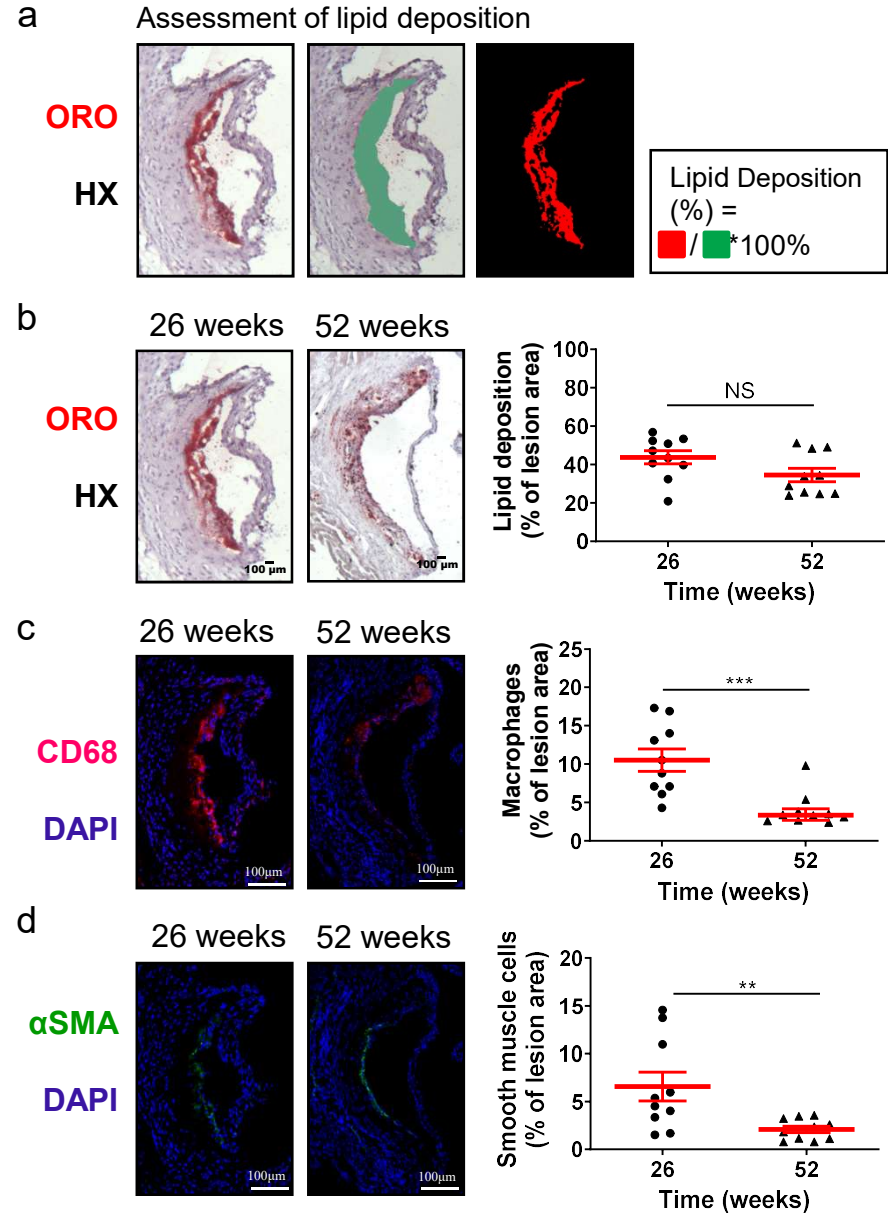 a
Assessment of lipid deposition
ORO
HX
Lipid Deposition
(%) =
/ *100%
b
26 weeks
52 weeks
ORO
HX
100 µm
100 µm
Lipid deposition
(% of lesion area)
100
80
60
40
20
0
NS
26
52
Time (weeks)
c
26 weeks
52 weeks
CD68
DAPI
100µm
100µm
Macrophages
(% of lesion area)
25
20
15
10
5
0
***
26
52
Time (weeks)
d
26 weeks
52 weeks
αSMA
DAPI
100µm
100µm
Smooth muscle cells
(% of lesion area)
20
15
10
5
0
**
26
52
Time (weeks)